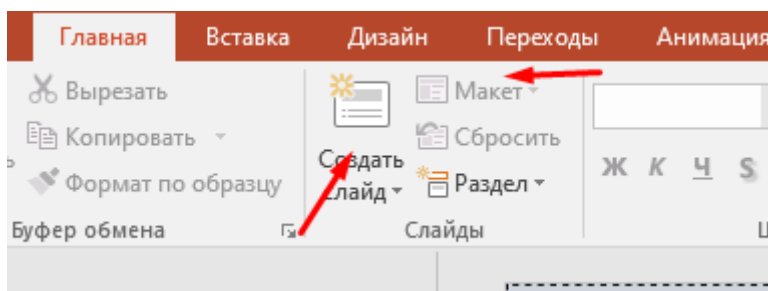 Главная Вставка Дизайн Переходы Анимация
Вырезать
Копировать
Формат по образцу
Буфер обмена
Создать
слайд
Макет
Сбросить
Раздел
Слайды
Ж К Ч S